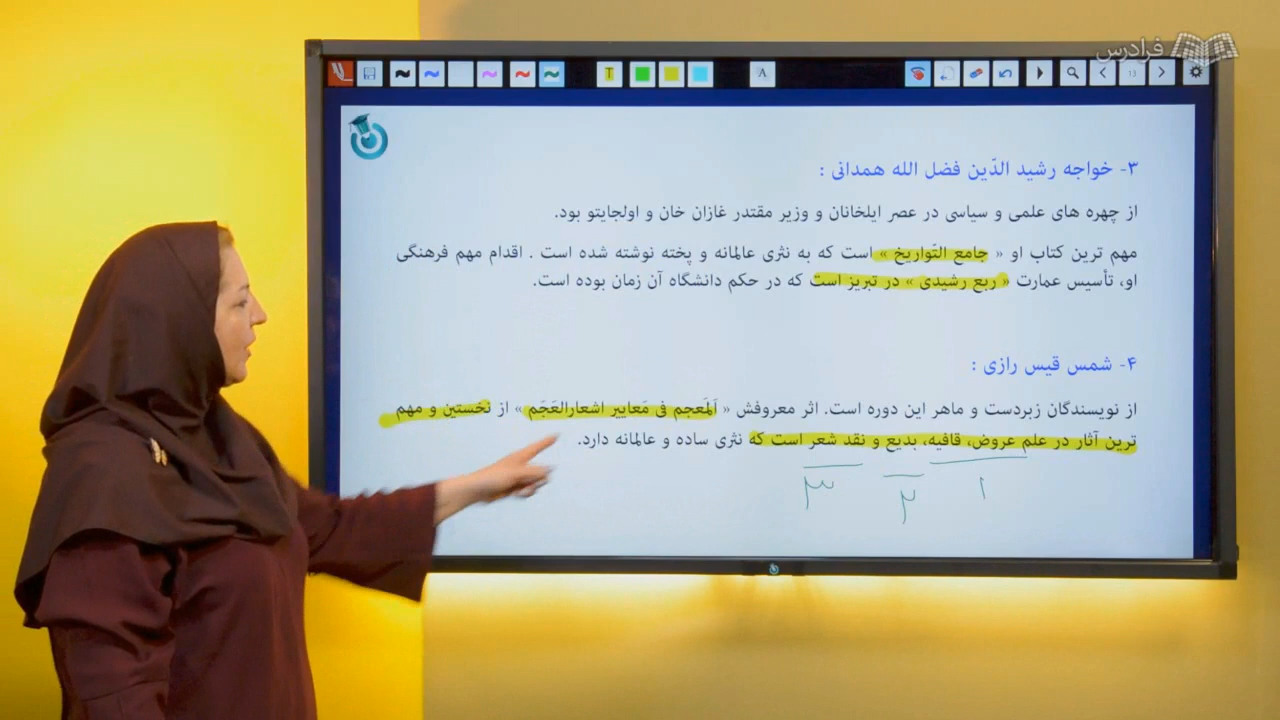 فرادرس
۳- خواجه رشید الدّین فضل الله همدانی :
از چهره های علمی و سیاسی در عصر ایلخانان و وزیر مقتدر غازان خان و اولجایتو بود.
مهم ترین کتاب او « جامع التّواریخ » است که به نثری عالمانه و پخته نوشته شده است . اقدام مهم فرهنگی
او، تأسیس عمارت « ربع رشیدی » در تبریز است که در حکم دانشگاه آن زمان بوده است.
۴- شمس قیس رازی :
از نویسندگان زبردست و ماهر این دوره است. اثر معروفش « اَلمَعجم فی مَعاییر اشعارالعَجَم » از نخستین و مهم
ترین آثار در علم عروض، قافیه، بدیع و نقد شعر است که نثری ساده و عالمانه دارد.
۱ ۲ ۳